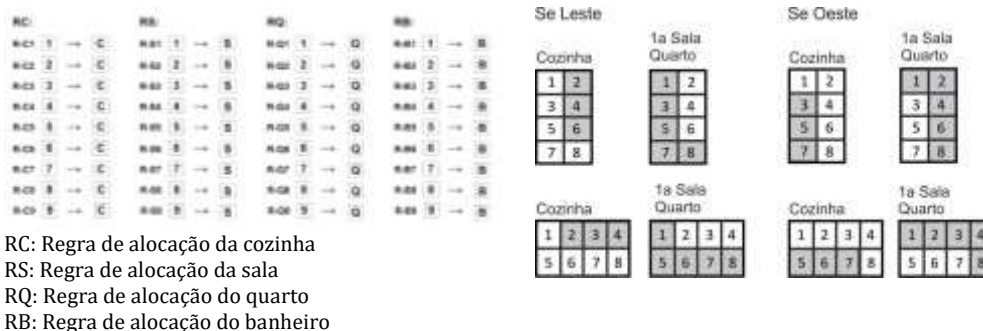 RC: RS: RQ: RB:
1 → C 1 → S 1 → Q 1 → B
2 → C 2 → S 2 → Q 2 → B
3 → C 3 → S 3 → Q 3 → B
4 → C 4 → S 4 → Q 4 → B
5 → C 5 → S 5 → Q 5 → B
6 → C 6 → S 6 → Q 6 → B
7 → C 7 → S 7 → Q 7 → B
8 → C 8 → S 8 → Q 8 → B
9 → C 9 → S 9 → Q 9 → B
RC: Regra de alocação da cozinha
RS: Regra de alocação da sala
RQ: Regra de alocação do quarto
RB: Regra de alocação do banheiro
Se Leste
Cozinha
1 2
3 4
5 6
7 8
1a Sala
Quarto
1 2
3 4
5 6
7 8
Cozinha
1 2 3 4
5 6 7 8
1a Sala
Quarto
1 2 3 4
5 6 7 8
Se Oeste
Cozinha
1 2
3 4
5 6
7 8
1a Sala
Quarto
1 2
3 4
5 6
7 8
Cozinha
1 2 3 4
5 6 7 8
1a Sala
Quarto
1 2 3 4
5 6 7 8